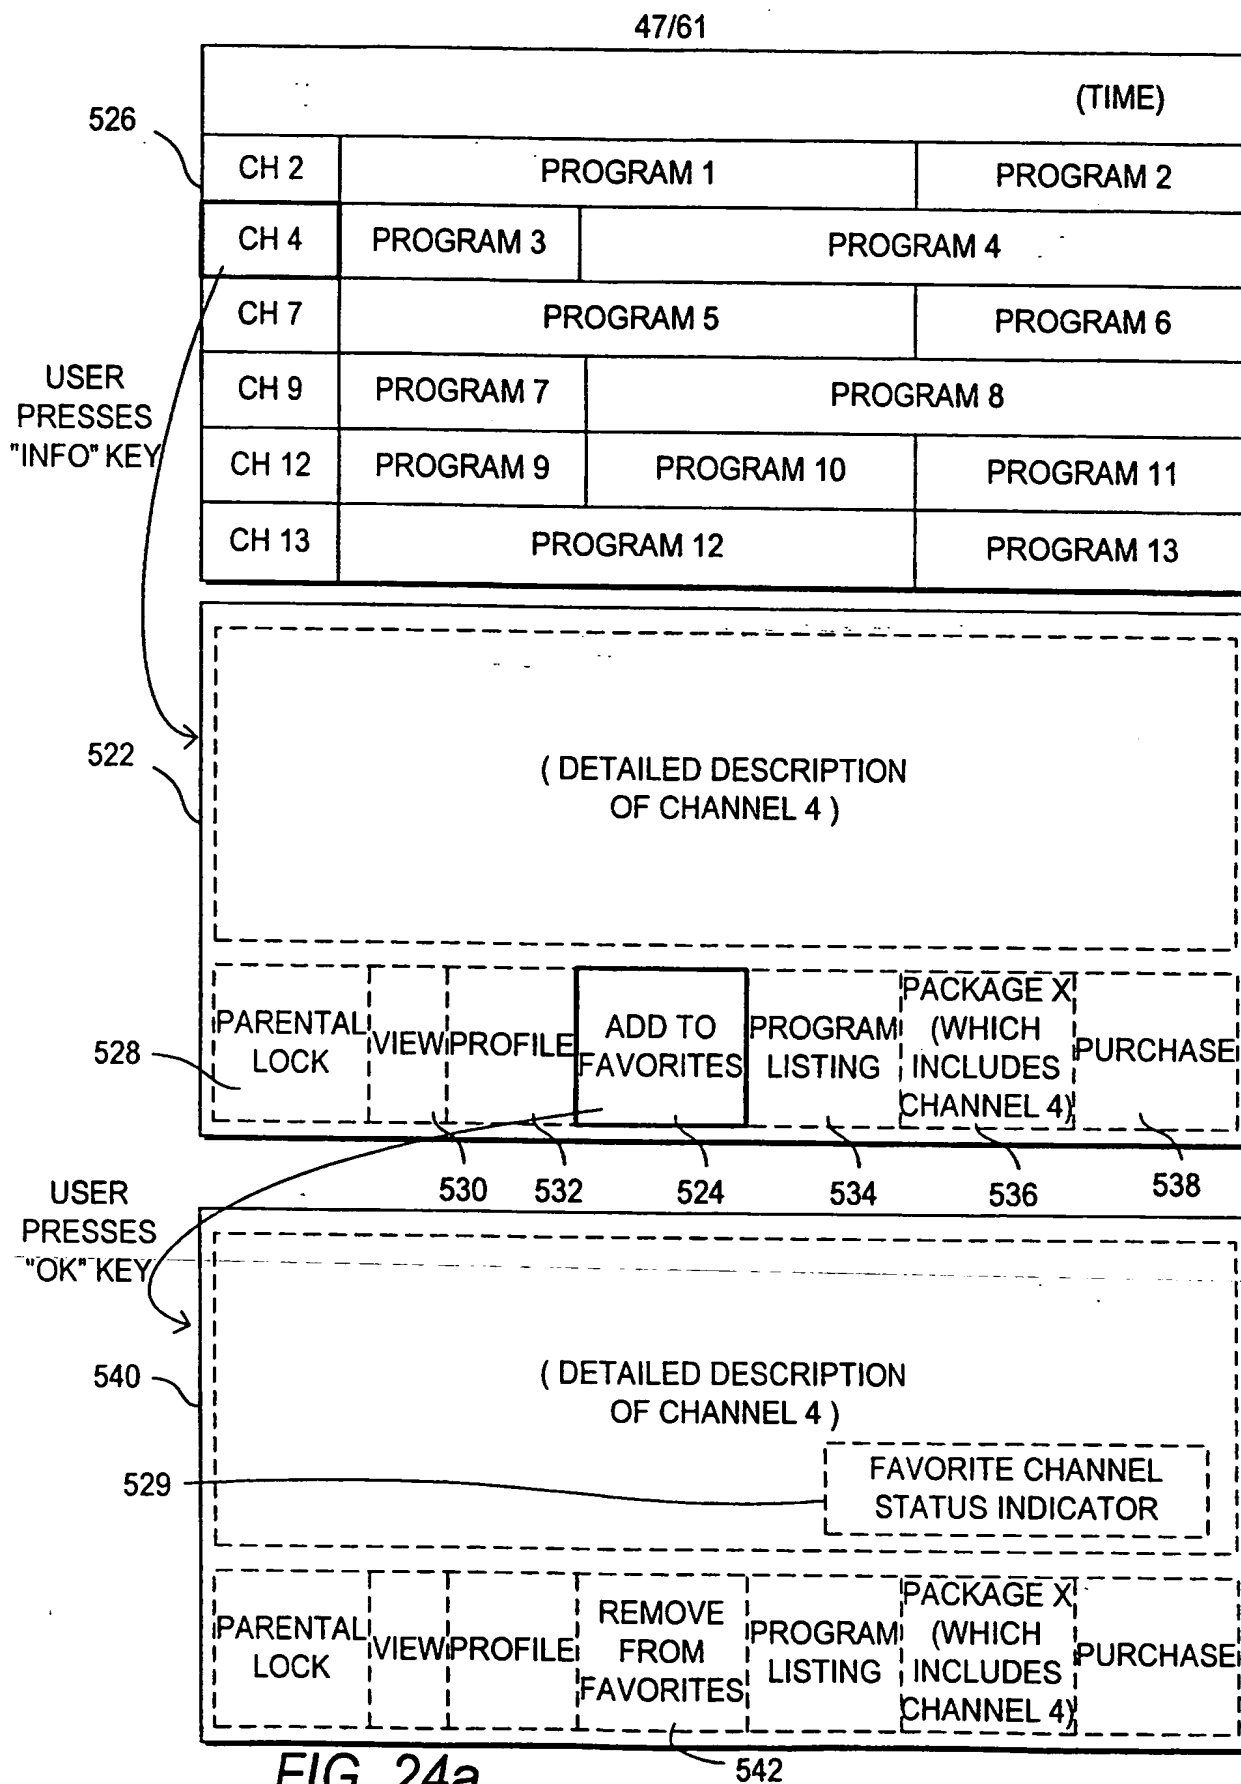 47/61
(TIME)
526
CH 2 PROGRAM 1 PROGRAM 2
CH 4 PROGRAM 3 PROGRAM 4
CH 7 PROGRAM 5 PROGRAM 6
USER
PRESSES
"INFO" KEY
CH 9 PROGRAM 7 PROGRAM 8
CH 12 PROGRAM 9 PROGRAM 10 PROGRAM 11
CH 13 PROGRAM 12 PROGRAM 13
522
( DETAILED DESCRIPTION
OF CHANNEL 4 )
528
PARENTAL
LOCK
VIEW
PROFILE
ADD TO
FAVORITES
PROGRAM
LISTING
PACKAGE X
(WHICH
INCLUDES
CHANNEL 4)
PURCHASE
530 532 524 534 536 538
USER
PRESSES
"OK" KEY
540
( DETAILED DESCRIPTION
OF CHANNEL 4 )
529
FAVORITE CHANNEL
STATUS INDICATOR
PARENTAL
LOCK
VIEW
PROFILE
REMOVE
FROM
FAVORITES
PROGRAM
LISTING
PACKAGE X
(WHICH
INCLUDES
CHANNEL 4)
PURCHASE
542
FIG. 24a